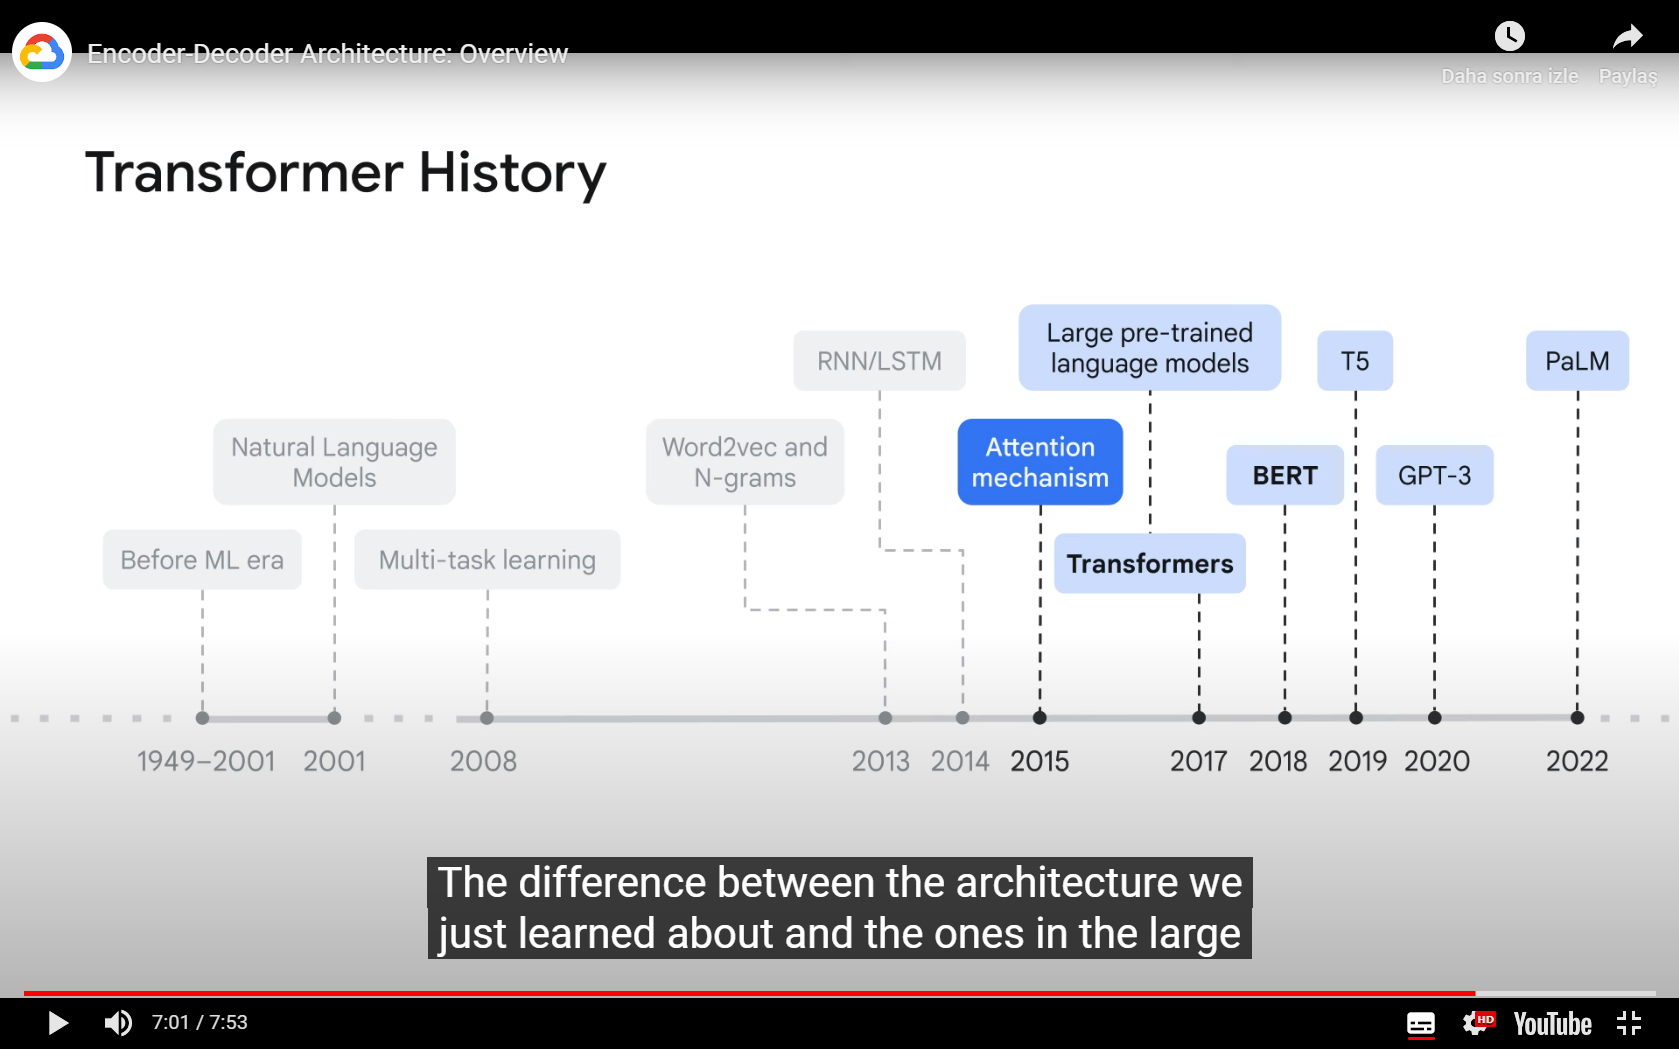 Encoder-Decoder Architecture: Overview
Daha sonra izle
Paylaş
Transformer History
RNN/LSTM
Large pre-trained
language models
T5
PaLM
Natural Language
Models
Word2vec and
N-grams
Attention
mechanism
BERT
GPT-3
Before ML era
Multi-task learning
Transformers
1949–2001
2001
2008
2013
2014
2015
2017
2018
2019
2020
2022
The difference between the architecture we
just learned about and the ones in the large
7:01 / 7:53
HD
YouTube